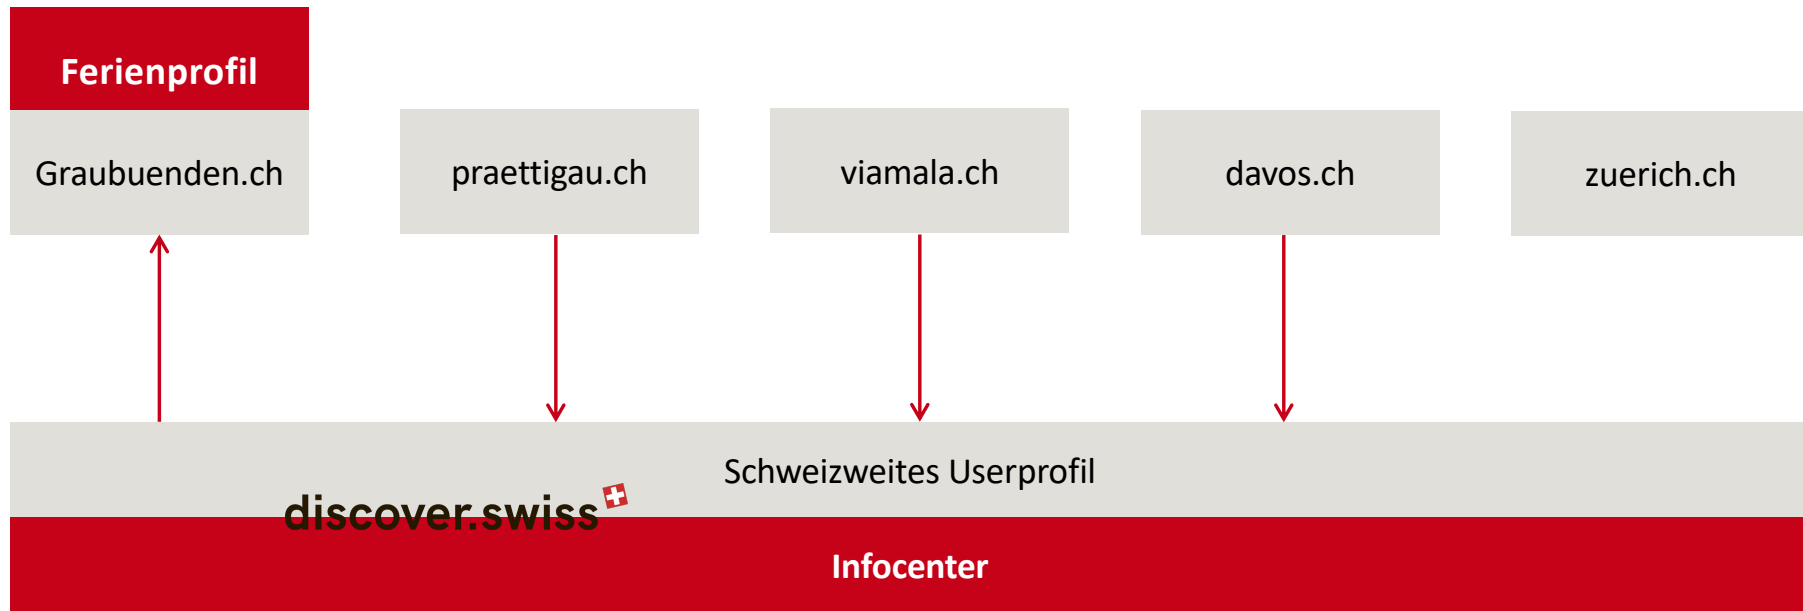 Ferienprofil
Graubuenden.ch
praettigau.ch
viamala.ch
davos.ch
zuerich.ch
Schweizweites Userprofil
discover.swiss
Infocenter